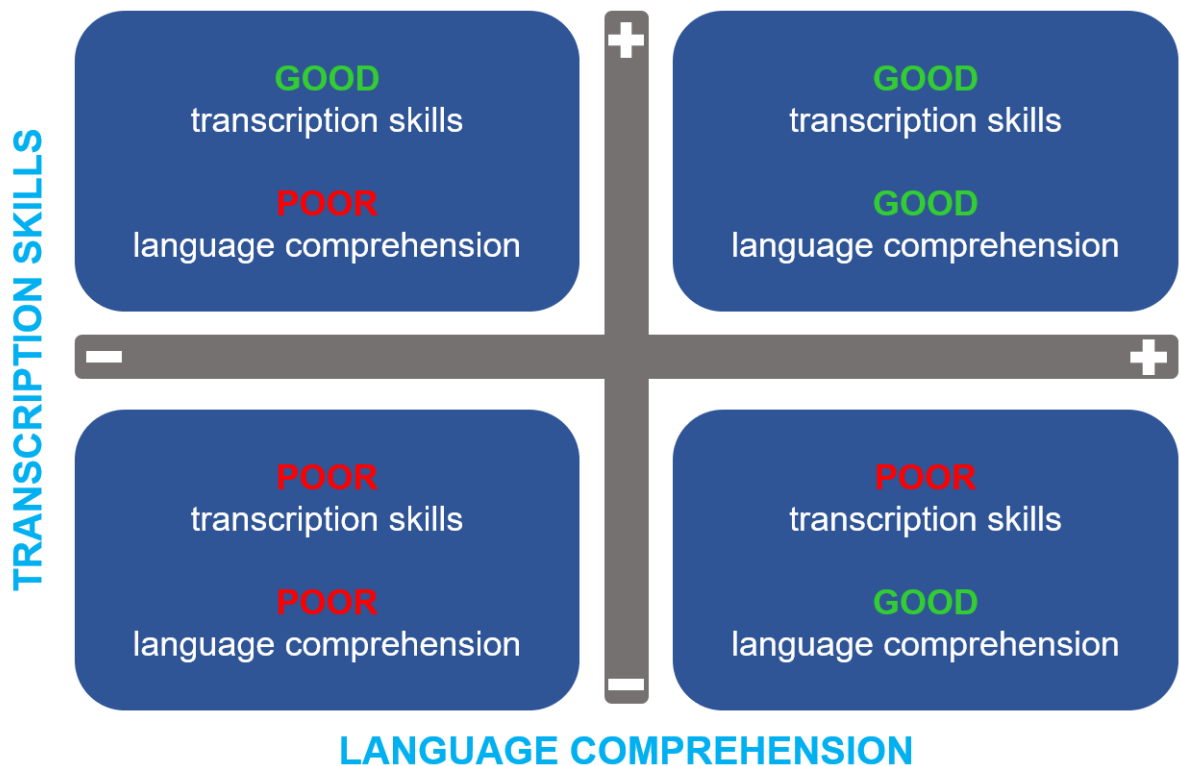 TRANSCRIPTION SKILLS
GOOD
transcription skills
POOR
language comprehension
GOOD
transcription skills
GOOD
language comprehension
POOR
transcription skills
POOR
language comprehension
POOR
transcription skills
GOOD
language comprehension
LANGUAGE COMPREHENSION